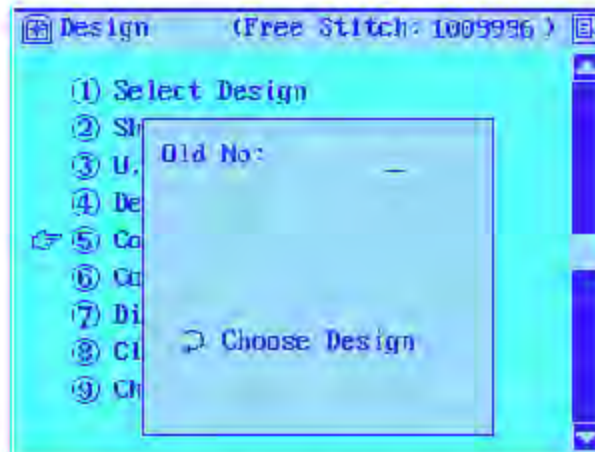 Design (Free Stitch: 1009996)
① Select Design
② Sh
③ U.
④ De
⑤ Co
⑥ Co
⑦ Di
⑧ Cl
⑨ Ch
Old No: _
Choose Design